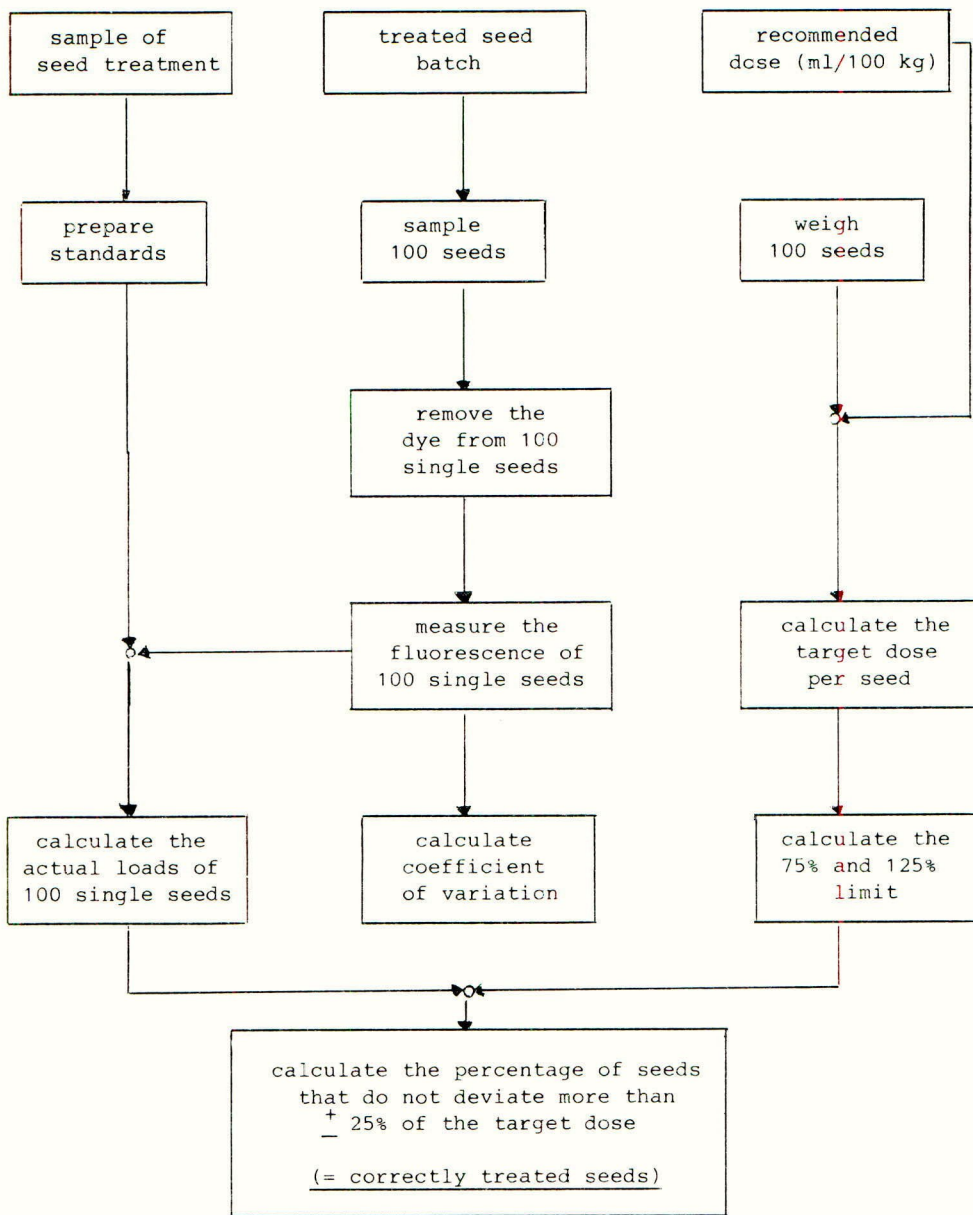 sample of
seed treatment
treated seed
batch
recommended
dose (ml/100 kg)
prepare
standards
sample
100 seeds
weigh
100 seeds
remove the
dye from 100
single seeds
measure the
fluorescence of
100 single seeds
calculate the
target dose
per seed
calculate the
actual loads of
100 single seeds
calculate
coefficient
of variation
calculate the
75% and 125%
limit
calculate the percentage of seeds
that do not deviate more than
± 25% of the target dose
(= correctly treated seeds)